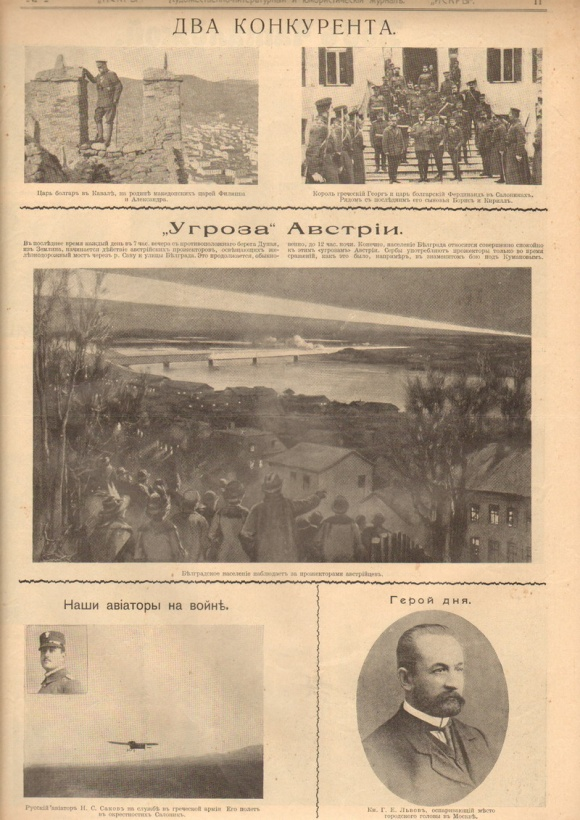 ДВА КОНКУРЕНТА.
Царь болгаръ въ Кавалѣ, на родинѣ македонскихъ царей Филиппа
и Александра.
Король греческій Георгъ и царь болгарскій Фердинандъ въ Салоникахъ.
Рядомъ съ послѣднимъ его сыновья Борисъ и Кириллъ.
„Угроза“ Австріи.
Въ послѣднее время каждый день въ 7 час. вечера съ противоположнаго берега Дуная,
изъ Землина, начинается дѣйствіе австрійскихъ прожекторовъ, освѣщающихъ же-
лѣзнодорожный мостъ черезъ р. Саву и улицы Бѣлграда. Это продолжается, обыкно-
венно, до 12 час. ночи. Конечно, населеніе Бѣлграда относится совершенно спокойно
къ этимъ „угрозамъ“ Австріи. Сербы употребляютъ прожекторы только во время
сраженій, какъ это было, напримѣръ, въ знаменитомъ бою подъ Кумановымъ.
Бѣлградское населеніе наблюдаетъ за прожекторами австрійцевъ.
Наши авіаторы на войнѣ.
Русскій авіаторъ Н. С. Саковъ на службѣ въ греческой арміи Его полетъ
въ окрестностяхъ Салоникъ.
Герой дня.
Кн. Г. Е. Львовъ, оспаривающій мѣсто
городского головы въ Москвѣ.